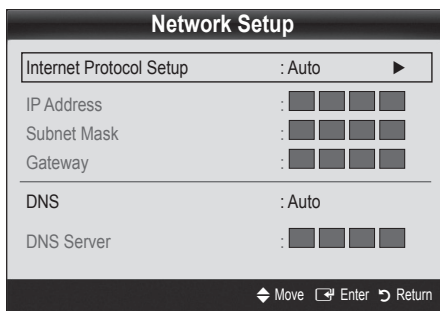 Network Setup
Internet Protocol Setup : Auto ▶
IP Address :
Subnet Mask :
Gateway :
DNS : Auto
DNS Server :
Move Enter Return